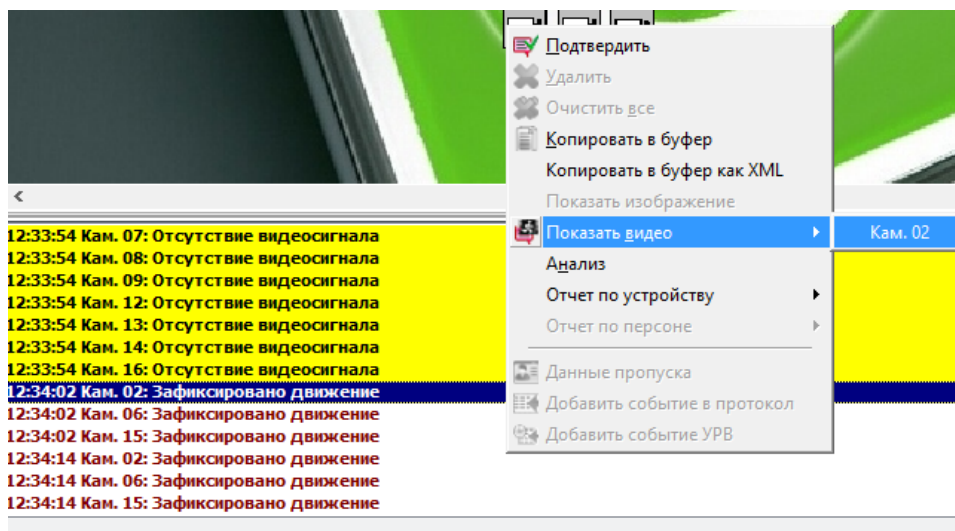 Подтвердить
Удалить
Очистить все
Копировать в буфер
Копировать в буфер как XML
Показать изображение
Показать видео
Кам. 02
Анализ
Отчет по устройству
Отчет по персоне
Данные пропуска
Добавить событие в протокол
Добавить событие УРВ
12:33:54 Кам. 07: Отсутствие видеосигнала
12:33:54 Кам. 08: Отсутствие видеосигнала
12:33:54 Кам. 09: Отсутствие видеосигнала
12:33:54 Кам. 12: Отсутствие видеосигнала
12:33:54 Кам. 13: Отсутствие видеосигнала
12:33:54 Кам. 14: Отсутствие видеосигнала
12:33:54 Кам. 16: Отсутствие видеосигнала
12:34:02 Кам. 02: Зафиксировано движение
12:34:02 Кам. 06: Зафиксировано движение
12:34:02 Кам. 15: Зафиксировано движение
12:34:14 Кам. 02: Зафиксировано движение
12:34:14 Кам. 06: Зафиксировано движение
12:34:14 Кам. 15: Зафиксировано движение